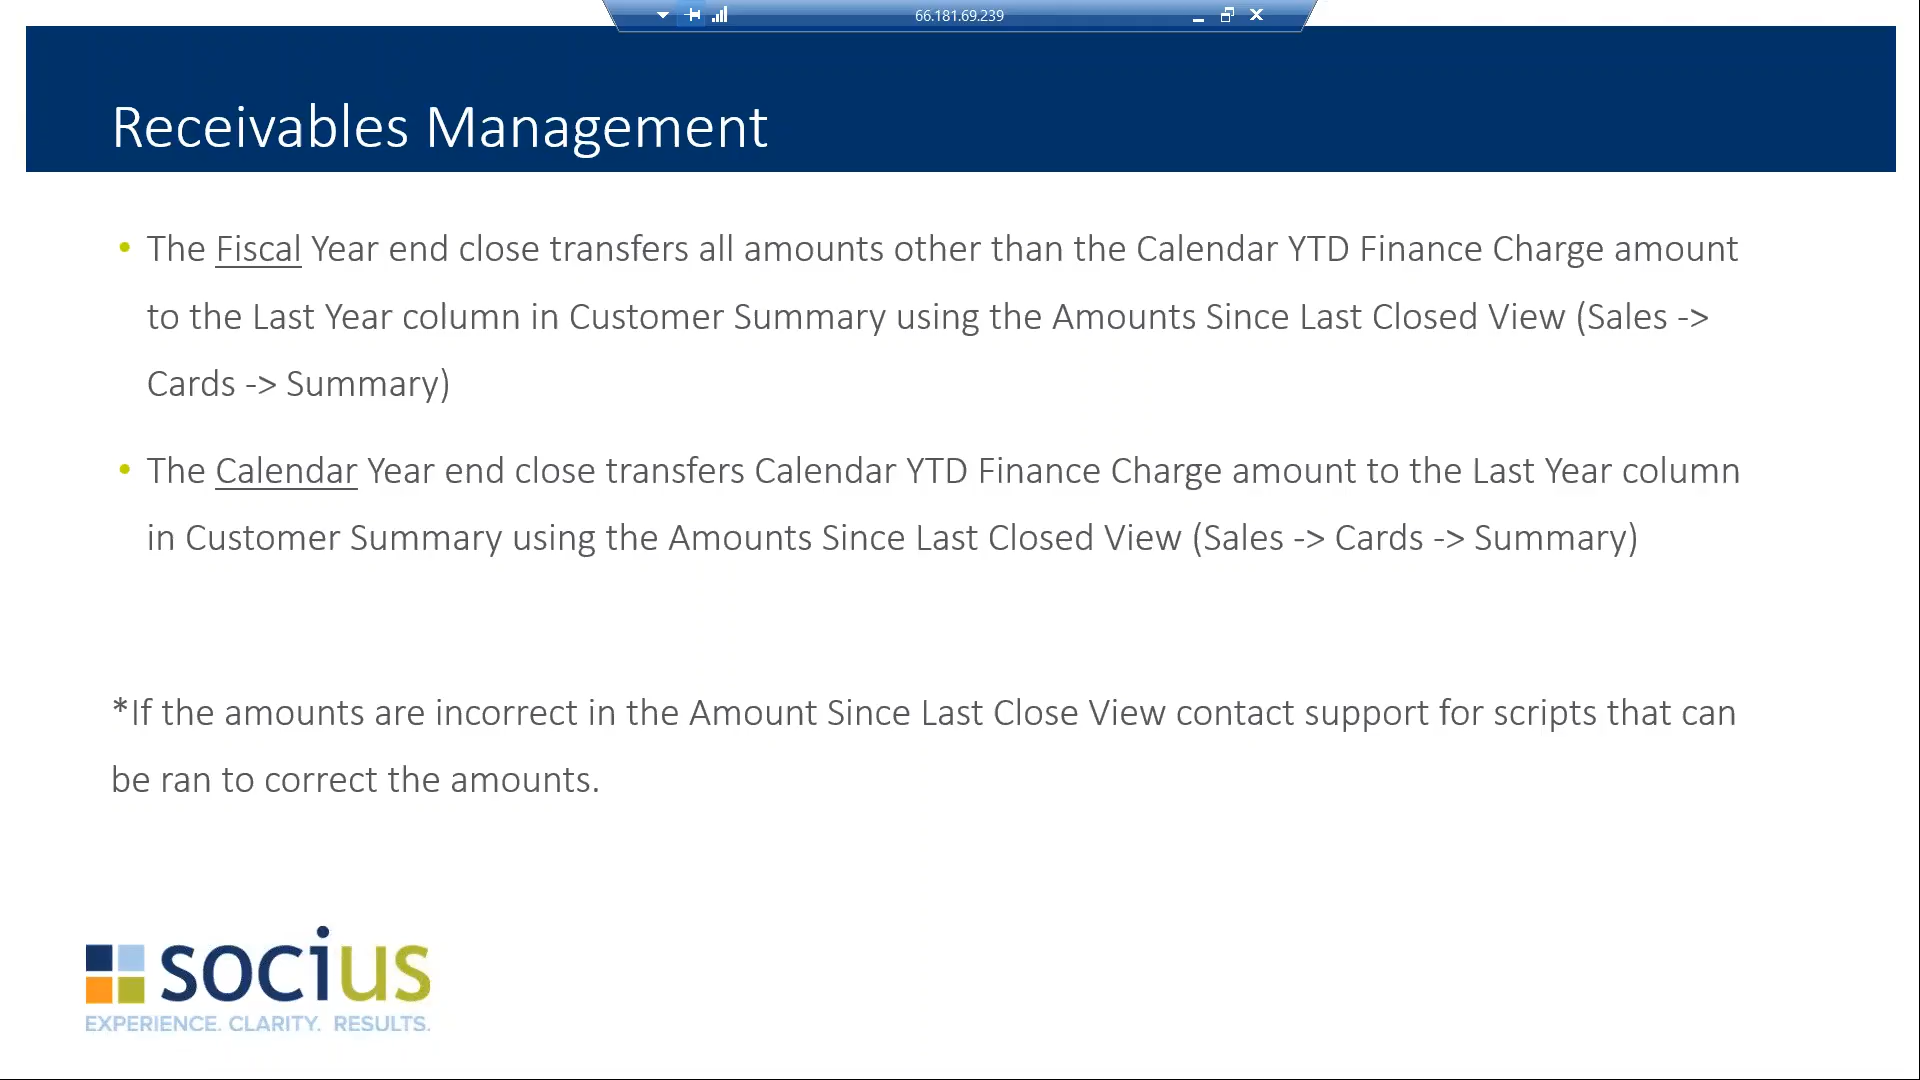 66.181.69.239
Receivables Management
• The Fiscal Year end close transfers all amounts other than the Calendar YTD Finance Charge amount
to the Last Year column in Customer Summary using the Amounts Since Last Closed View (Sales ->
Cards -> Summary)
• The Calendar Year end close transfers Calendar YTD Finance Charge amount to the Last Year column
in Customer Summary using the Amounts Since Last Closed View (Sales -> Cards -> Summary)
*If the amounts are incorrect in the Amount Since Last Close View contact support for scripts that can
be ran to correct the amounts.
socius
EXPERIENCE. CLARITY. RESULTS.